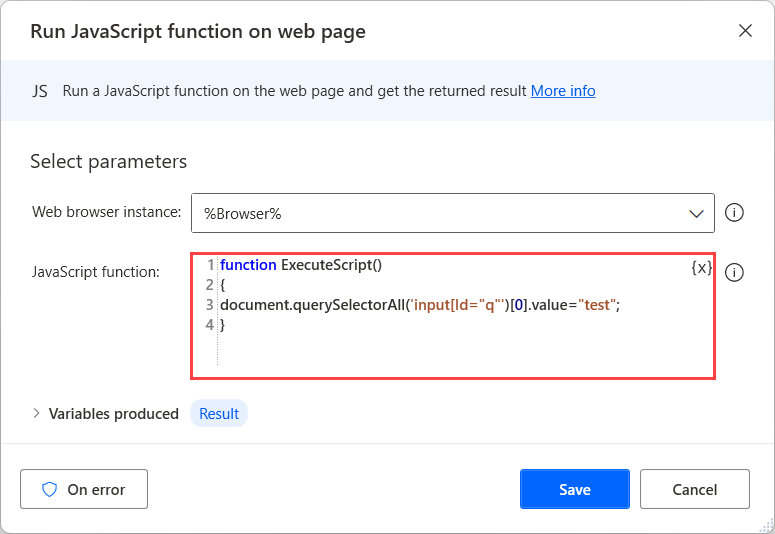 Run JavaScript function on web page
JS Run a JavaScript function on the web page and get the returned result More info
Select parameters
Web browser instance: %Browser%
JavaScript function:
1 function ExecuteScript() {x}
2 {
3 document.querySelectorAll('input[Id="q"')[0].value="test";
4 }
Variables produced Result
On error Save Cancel